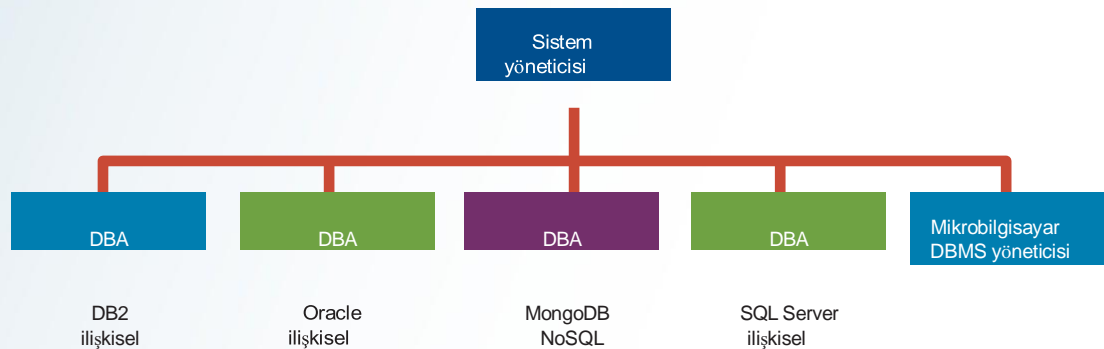 Sistem
yöneticisi
DBA
DBA
DBA
DBA
Mikrobilgisayar
DBMS yöneticisi
DB2
ilişkisel
Oracle
ilişkisel
MongoDB
NoSQL
SQL Server
ilişkisel